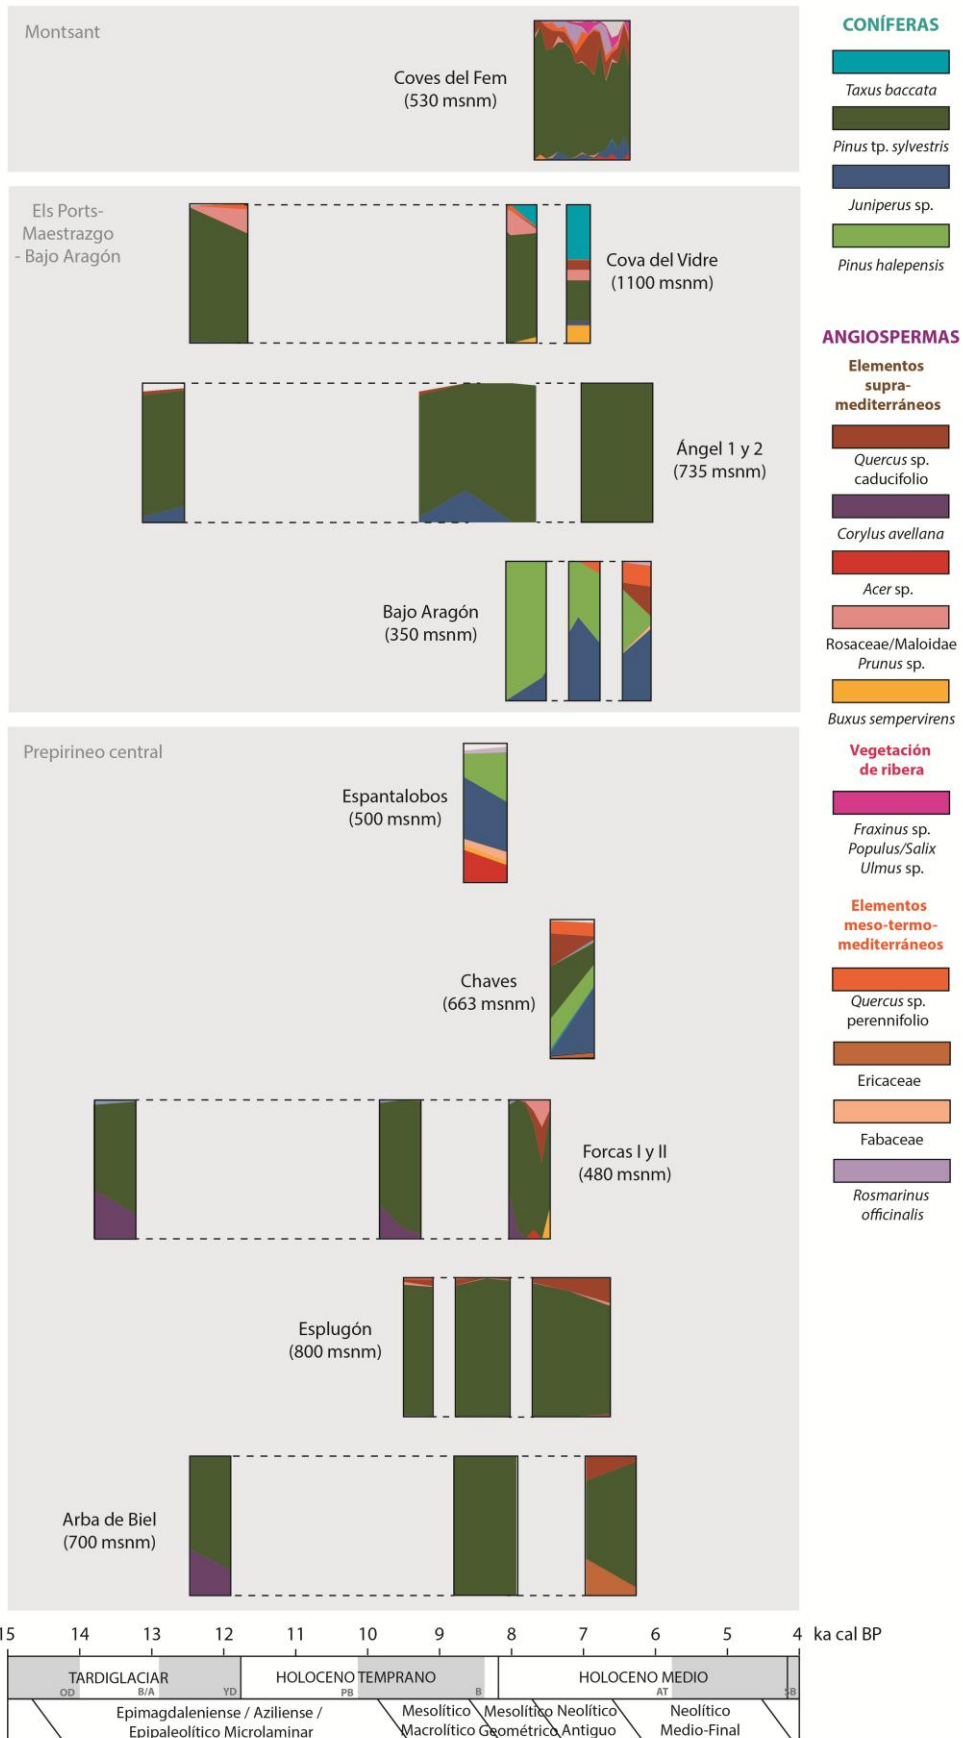 Montsant
Coves del Fem
(530 msnm)
Els Ports-
Maestrazgo
- Bajo Aragón
Cova del Vidre
(1100 msnm)
Ángel 1 y 2
(735 msnm)
Bajo Aragón
(350 msnm)
Prepirineo central
Espantalobos
(500 msnm)
Chaves
(663 msnm)
Forcas I y II
(480 msnm)
Esplugón
(800 msnm)
Arba de Biel
(700 msnm)
15 14 13 12 11 10 9 8 7 6 5 4 ka cal BP
TARDIGLACIAR HOLOCENO TEMPRANO HOLOCENO MEDIO
OD B/A YD PB B AT SB
Epimagdaleniense / Aziliense /
Epipaleolítico Microlaminar
Mesolítico
Macrolítico
Mesolítico
Geométrico
Neolítico
Antiguo
Neolítico
Medio-Final
CONÍFERAS
Taxus baccata
Pinus tp. sylvestris
Juniperus sp.
Pinus halepensis
ANGIOSPERMAS
Elementos
supra-
mediterráneos
Quercus sp.
caducifolio
Corylus avellana
Acer sp.
Rosaceae/Maloidae
Prunus sp.
Buxus sempervirens
Vegetación
de ribera
Fraxinus sp.
Populus/Salix
Ulmus sp.
Elementos
meso-termo-
mediterráneos
Quercus sp.
perennifolio
Ericaceae
Fabaceae
Rosmarinus
officinalis